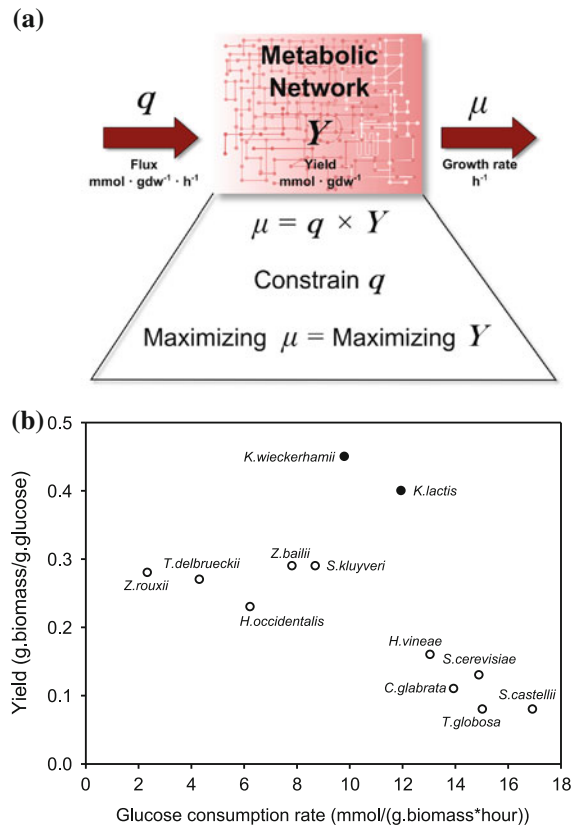 (a)
Metabolic
Network
q
Y
μ
Flux
mmol · gdw⁻¹ · h⁻¹
Yield
mmol · gdw⁻¹
Growth rate
h⁻¹
μ = q × Y
Constrain q
Maximizing μ = Maximizing Y
(b)
0.5
0.4
0.3
0.2
0.1
0.0
Yield (g.biomass/g.glucose)
K.wieckerhamii
K.lactis
Z.bailii
T.delbrueckii
S.kluyveri
Z.rouxii
H.occidentalis
H.vineae
S.cerevisiae
C.glabrata
S.castellii
T.globosa
0 2 4 6 8 10 12 14 16 18
Glucose consumption rate (mmol/(g.biomass*hour))